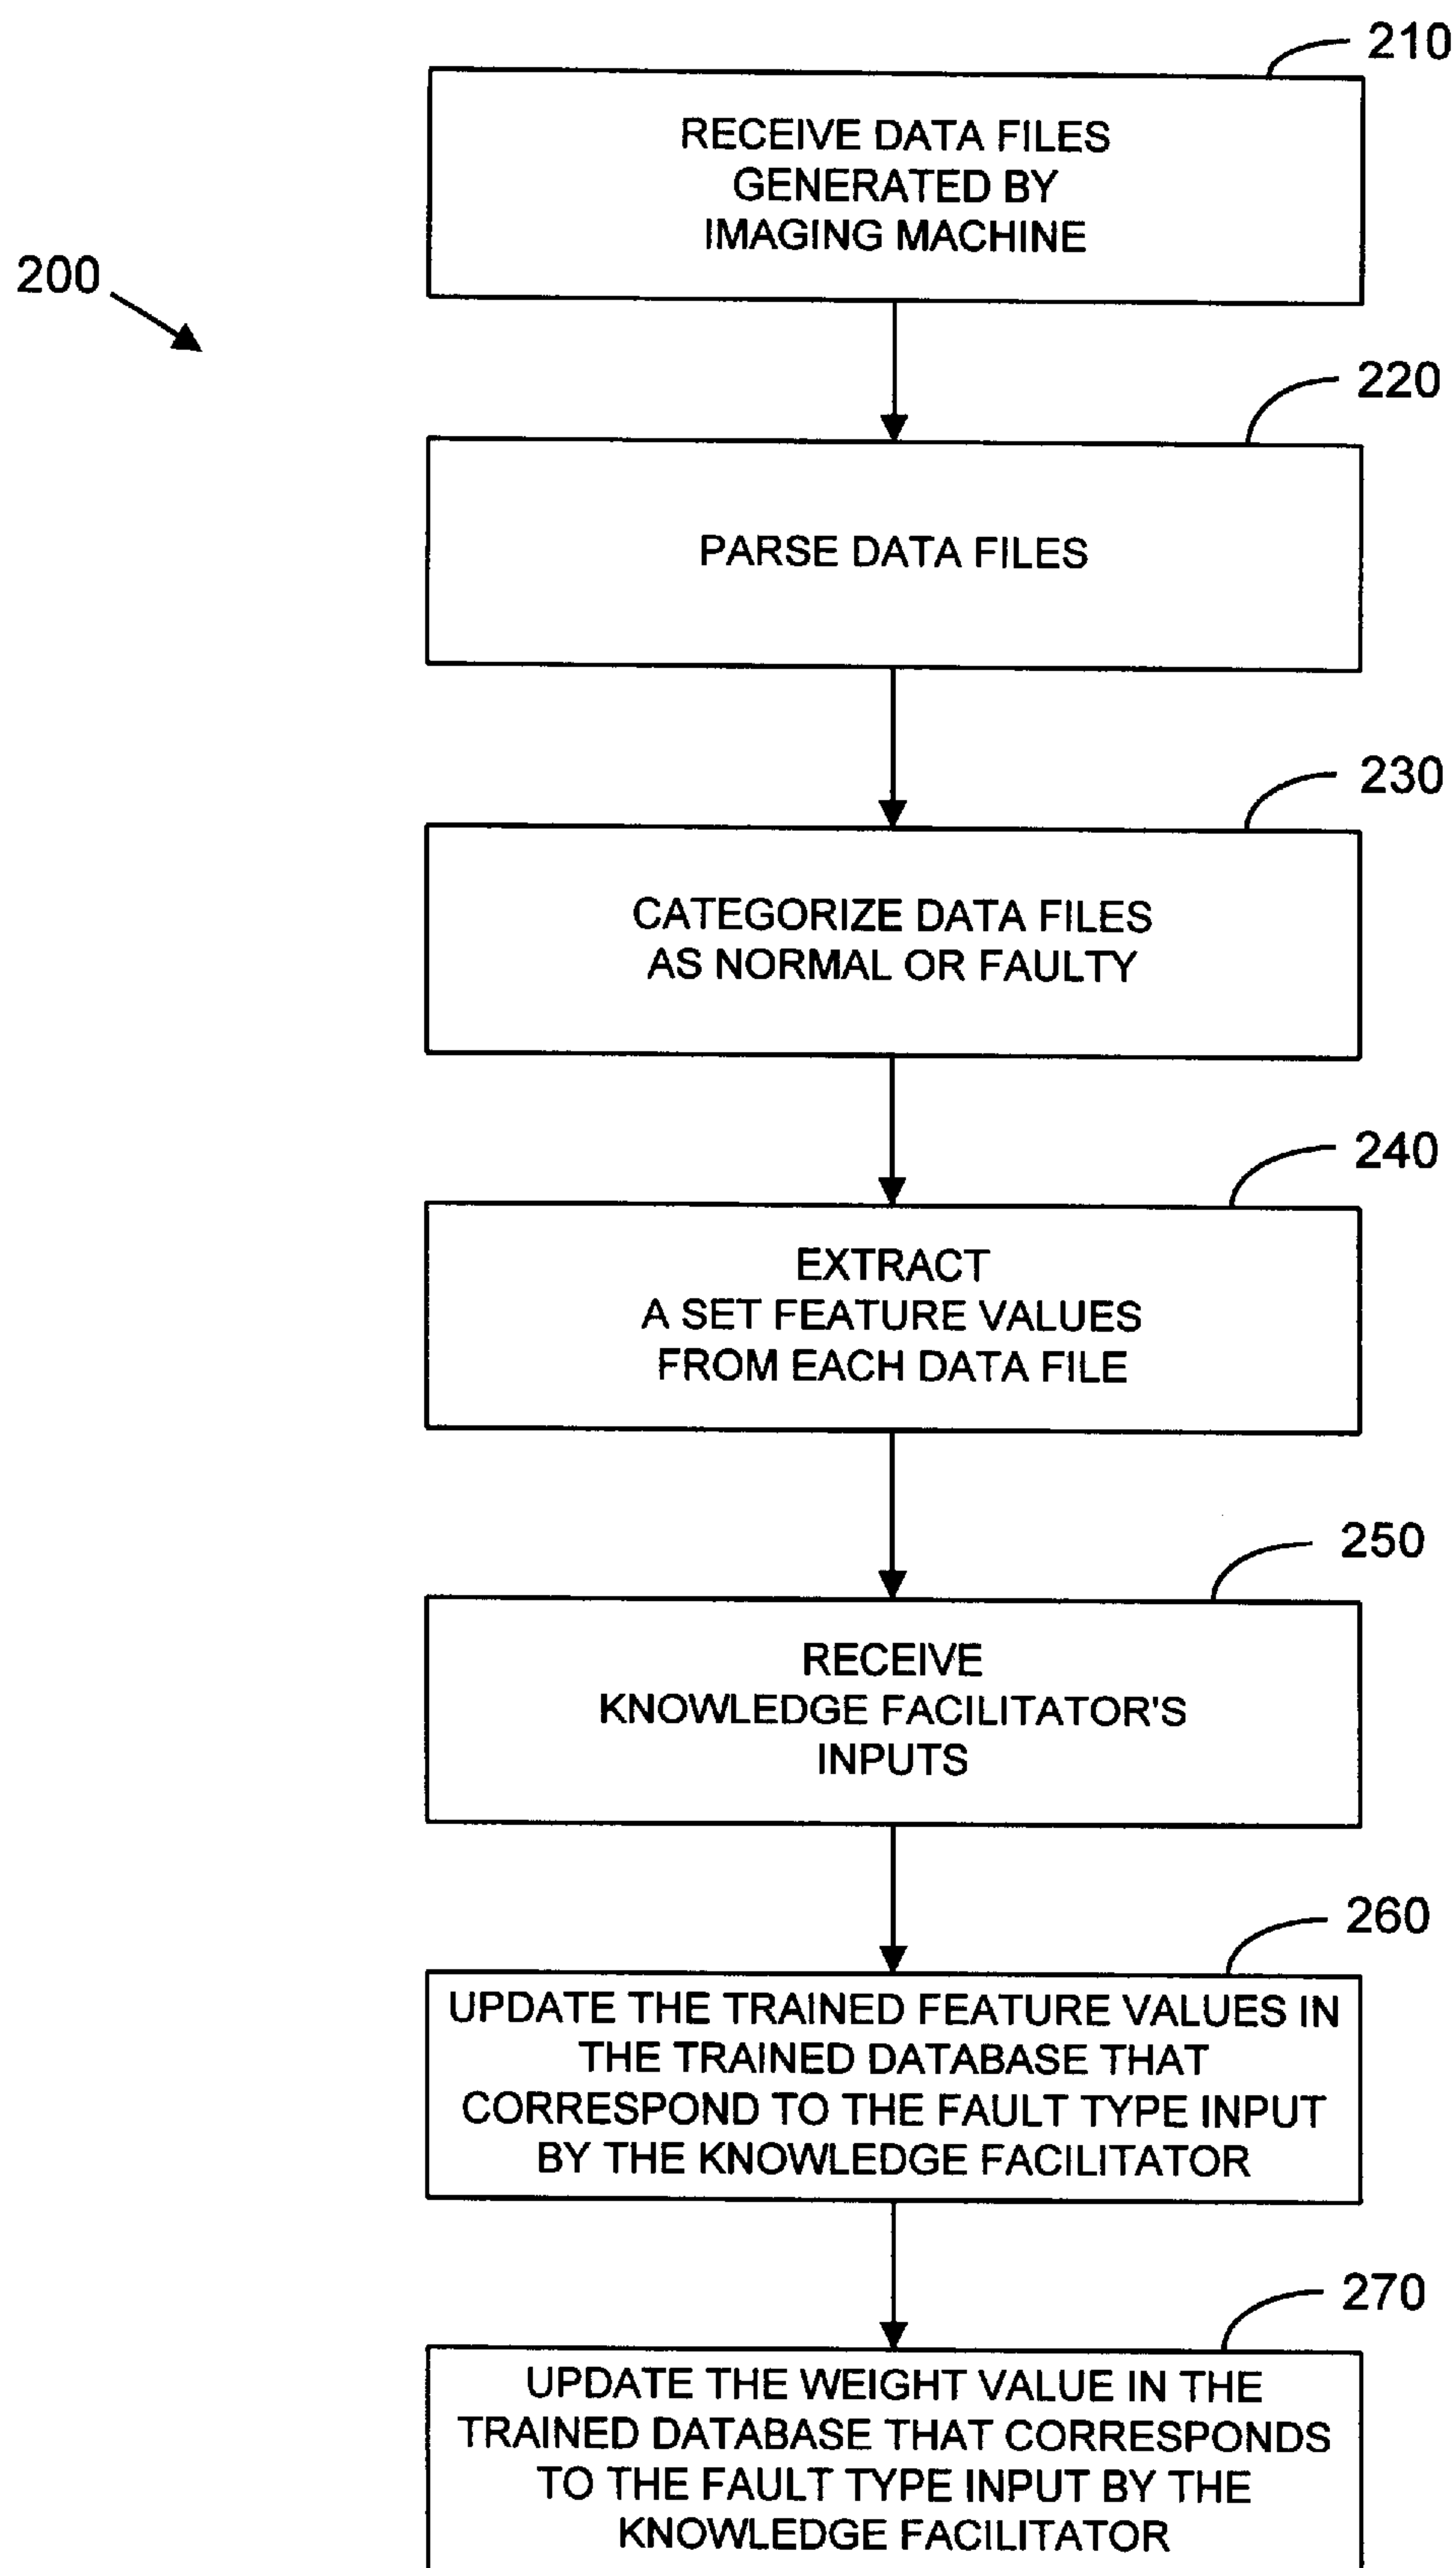 210
RECEIVE DATA FILES
GENERATED BY
IMAGING MACHINE
200
220
PARSE DATA FILES
230
CATEGORIZE DATA FILES
AS NORMAL OR FAULTY
240
EXTRACT
A SET FEATURE VALUES
FROM EACH DATA FILE
250
RECEIVE
KNOWLEDGE FACILITATOR'S
INPUTS
260
UPDATE THE TRAINED FEATURE VALUES IN
THE TRAINED DATABASE THAT
CORRESPOND TO THE FAULT TYPE INPUT
BY THE KNOWLEDGE FACILITATOR
270
UPDATE THE WEIGHT VALUE IN THE
TRAINED DATABASE THAT CORRESPONDS
TO THE FAULT TYPE INPUT BY THE
KNOWLEDGE FACILITATOR